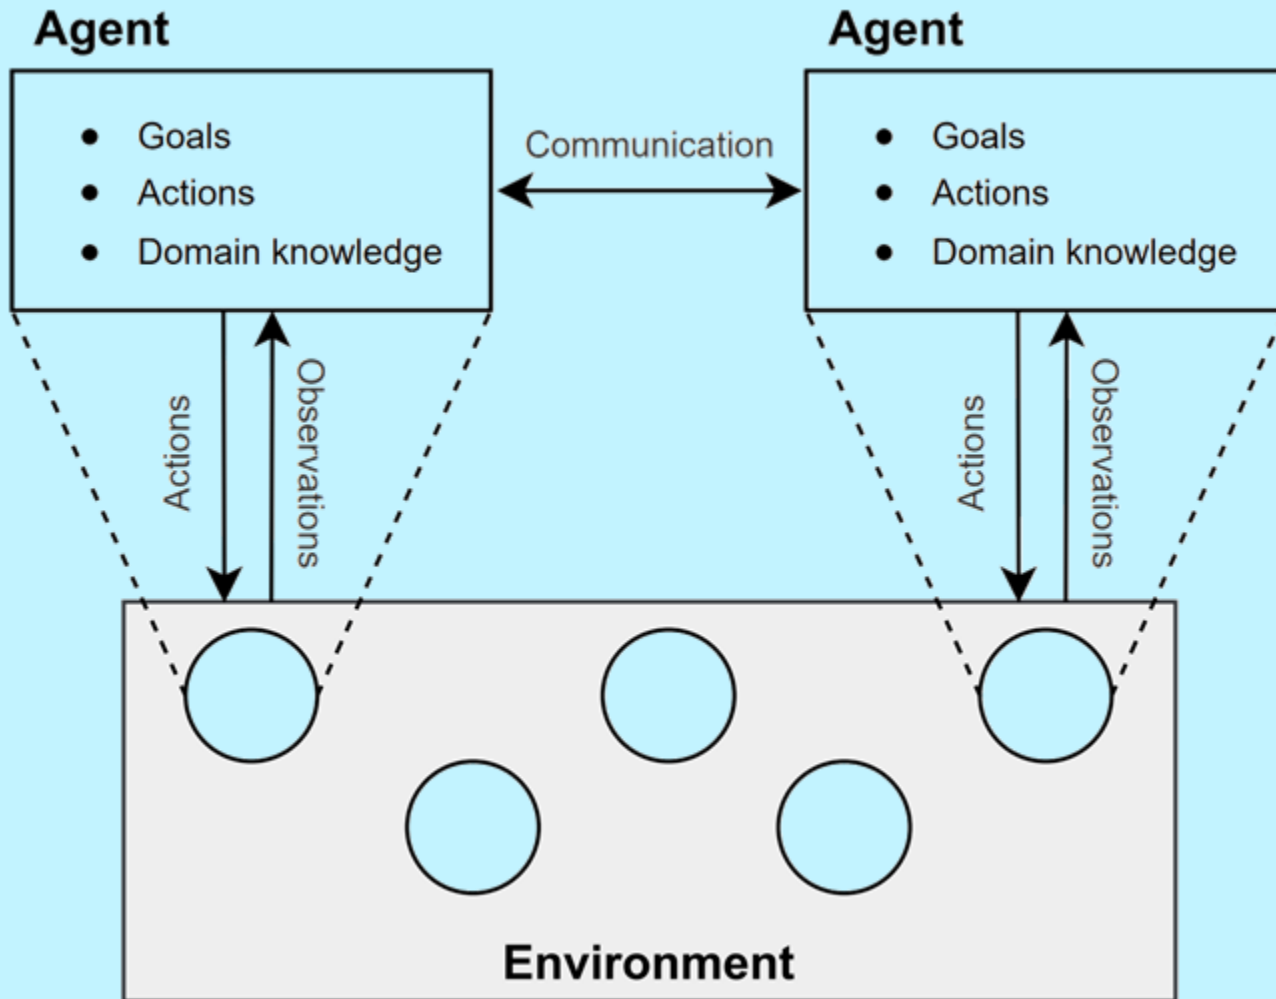 Agent
Agent
• Goals
• Actions
• Domain knowledge
Communication
• Goals
• Actions
• Domain knowledge
Actions
Observations
Actions
Observations
Environment